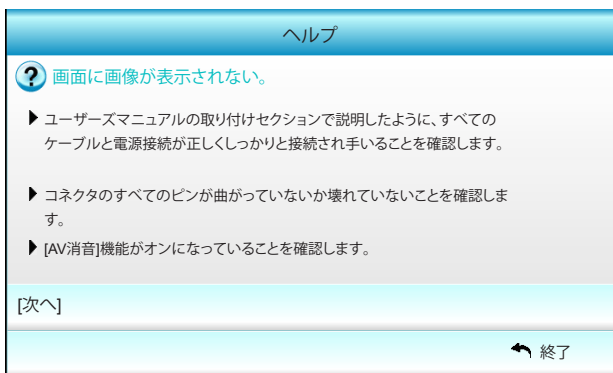 ヘルプ
? 画面に画像が表示されない。
ユーザーズマニュアルの取り付けセクションで説明したように、すべての
ケーブルと電源接続が正しくしっかりと接続され手いることを確認します。
コネクタのすべてのピンが曲がっていないか壊れていないことを確認しま
す。
[AV消音]機能がオンになっていることを確認します。
[次へ]
終了